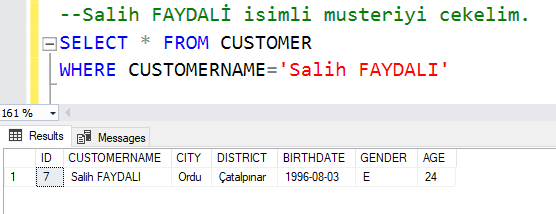 --Salih FAYDALİ isimli musteriyi cekelim.
SELECT * FROM CUSTOMER
WHERE CUSTOMERNAME='Salih FAYDALI'
161 %
Results Messages
ID CUSTOMERNAME CITY DISTRICT BIRTHDATE GENDER AGE
1 7 Salih FAYDALI Ordu Çatalpınar 1996-08-03 E 24